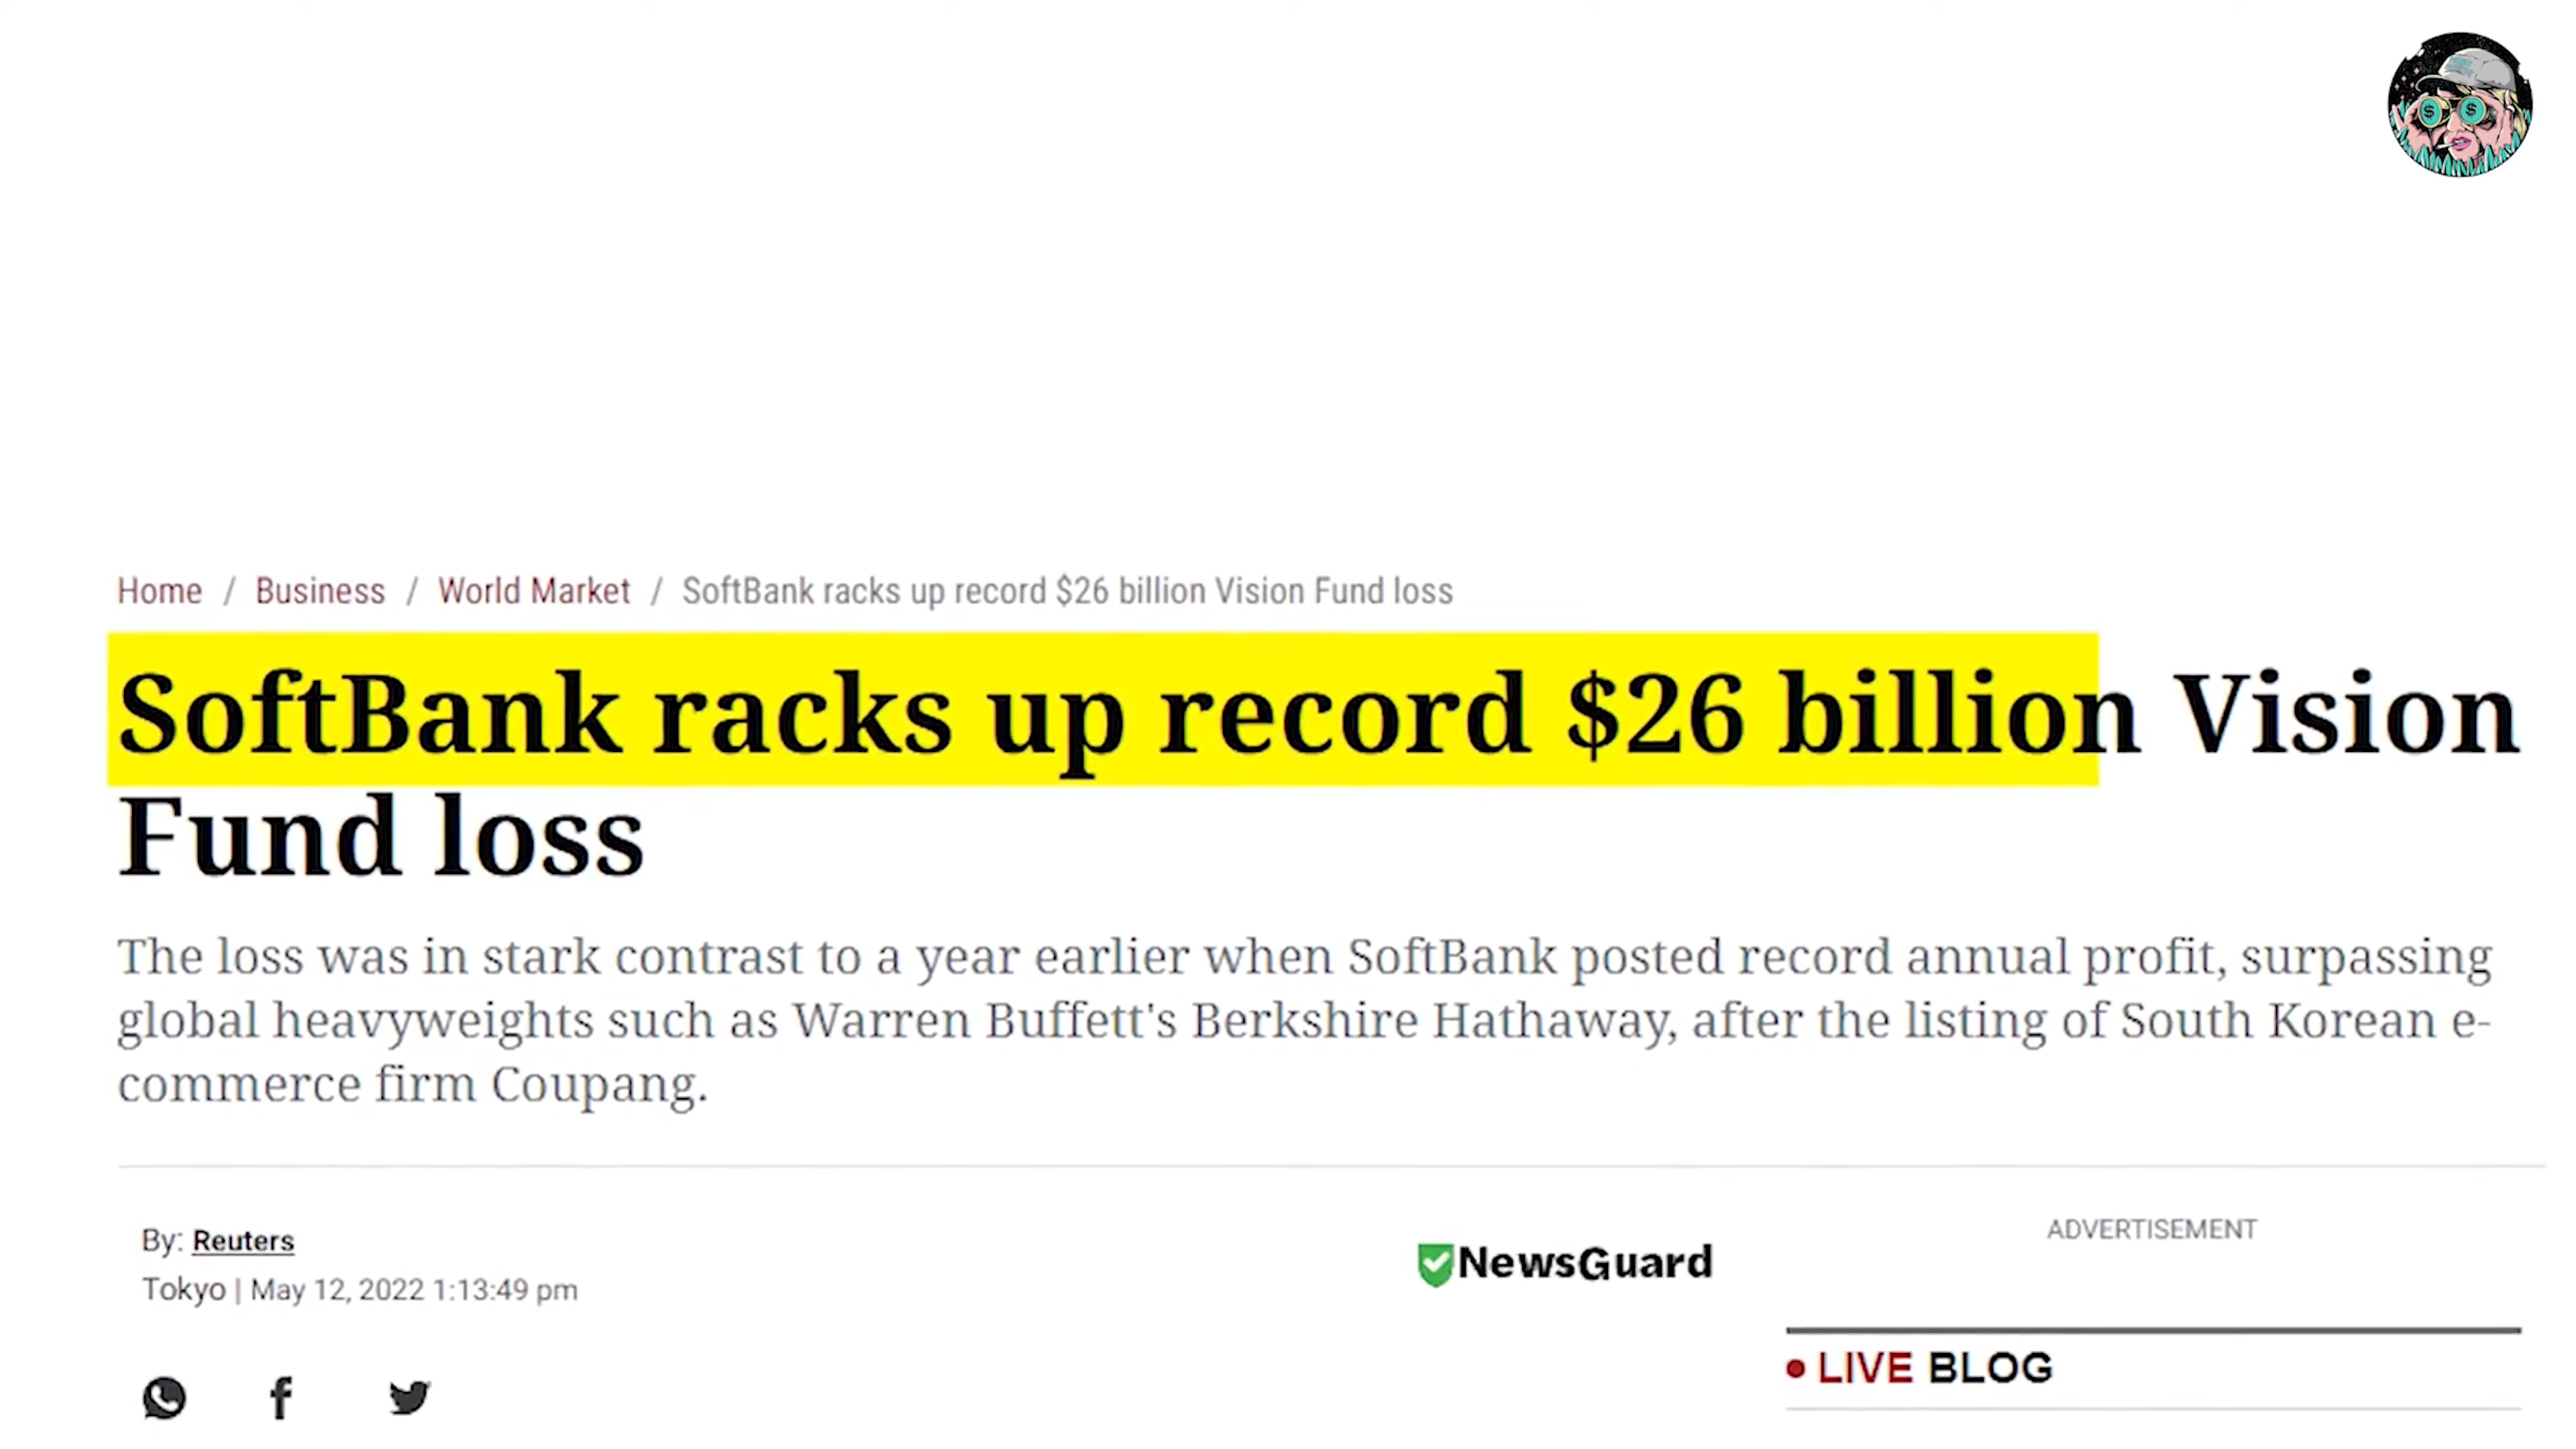 Home / Business / World Market / SoftBank racks up record $26 billion Vision Fund loss
SoftBank racks up record $26 billion Vision
Fund loss
The loss was in stark contrast to a year earlier when SoftBank posted record annual profit, surpassing
global heavyweights such as Warren Buffett's Berkshire Hathaway, after the listing of South Korean e-
commerce firm Coupang.
By: Reuters
Tokyo | May 12, 2022 1:13:49 pm
NewsGuard
ADVERTISEMENT
LIVE BLOG